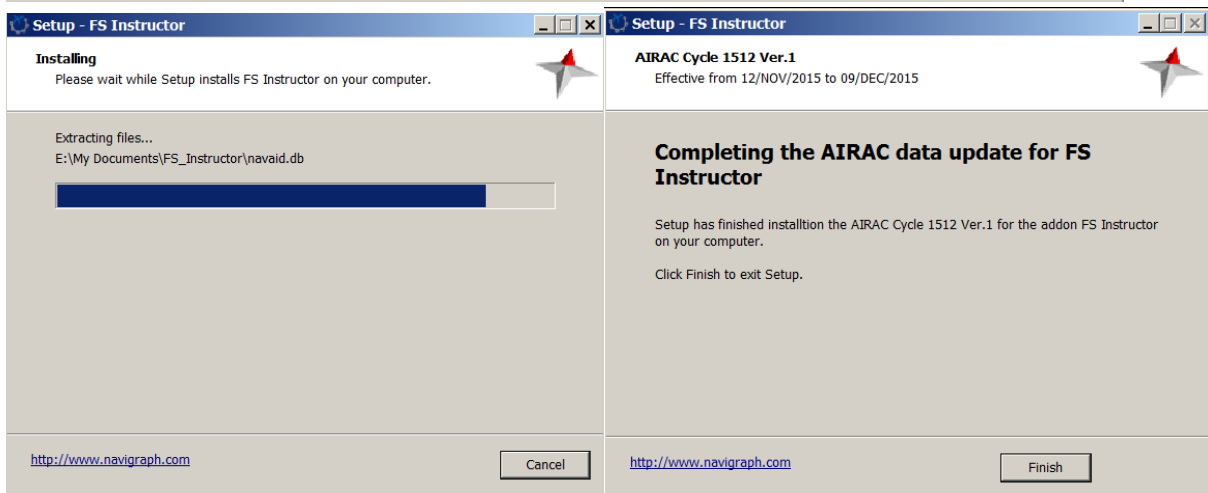 Setup - FS Instructor
Installing
Please wait while Setup installs FS Instructor on your computer.
Extracting files...
E:\My Documents\FS_Instructor\navaid.db
http://www.navigraph.com
Cancel
Setup - FS Instructor
AIRAC Cycle 1512 Ver.1
Effective from 12/NOV/2015 to 09/DEC/2015
Completing the AIRAC data update for FS
Instructor
Setup has finished installtion the AIRAC Cycle 1512 Ver.1 for the addon FS Instructor
on your computer.
Click Finish to exit Setup.
http://www.navigraph.com
Finish